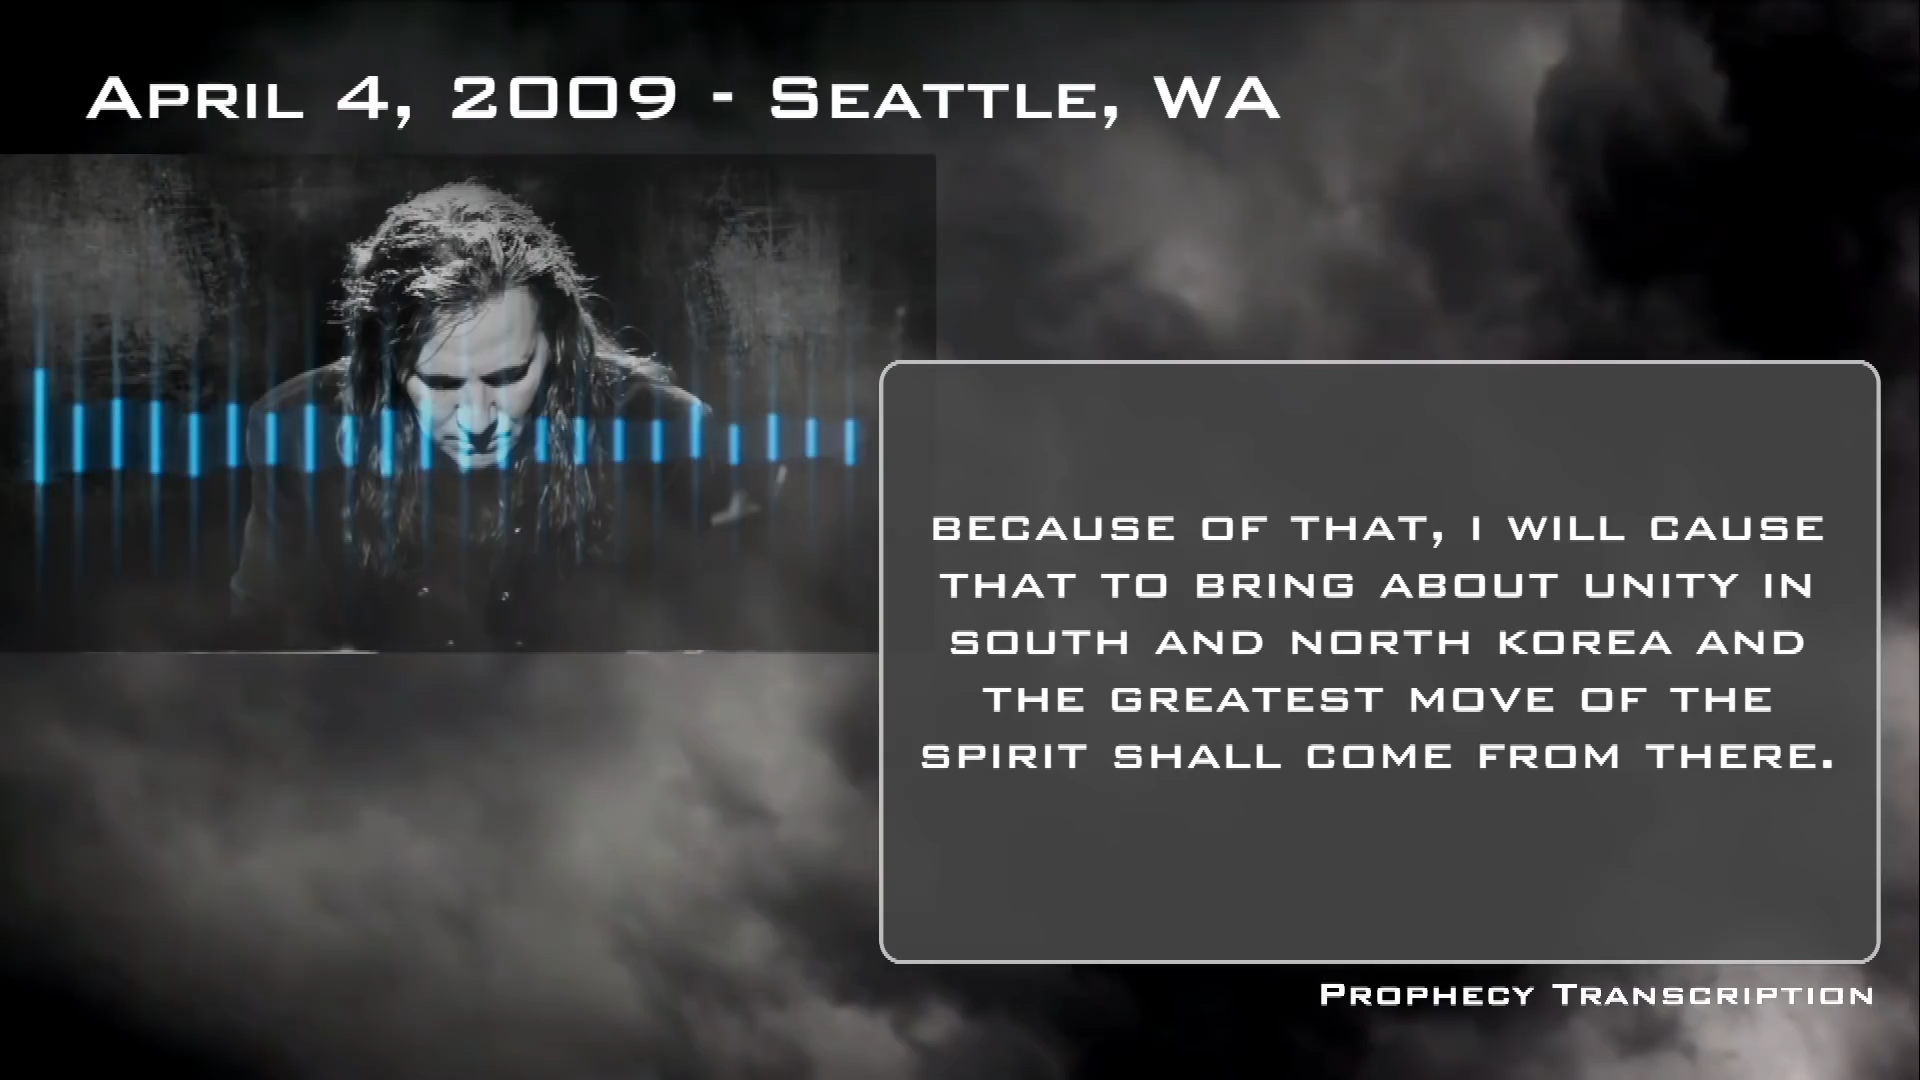 April 4, 2009 - Seattle, WA
BECAUSE OF THAT, I WILL CAUSE
THAT TO BRING ABOUT UNITY IN
SOUTH AND NORTH KOREA AND
THE GREATEST MOVE OF THE
SPIRIT SHALL COME FROM THERE.
Prophecy Transcription